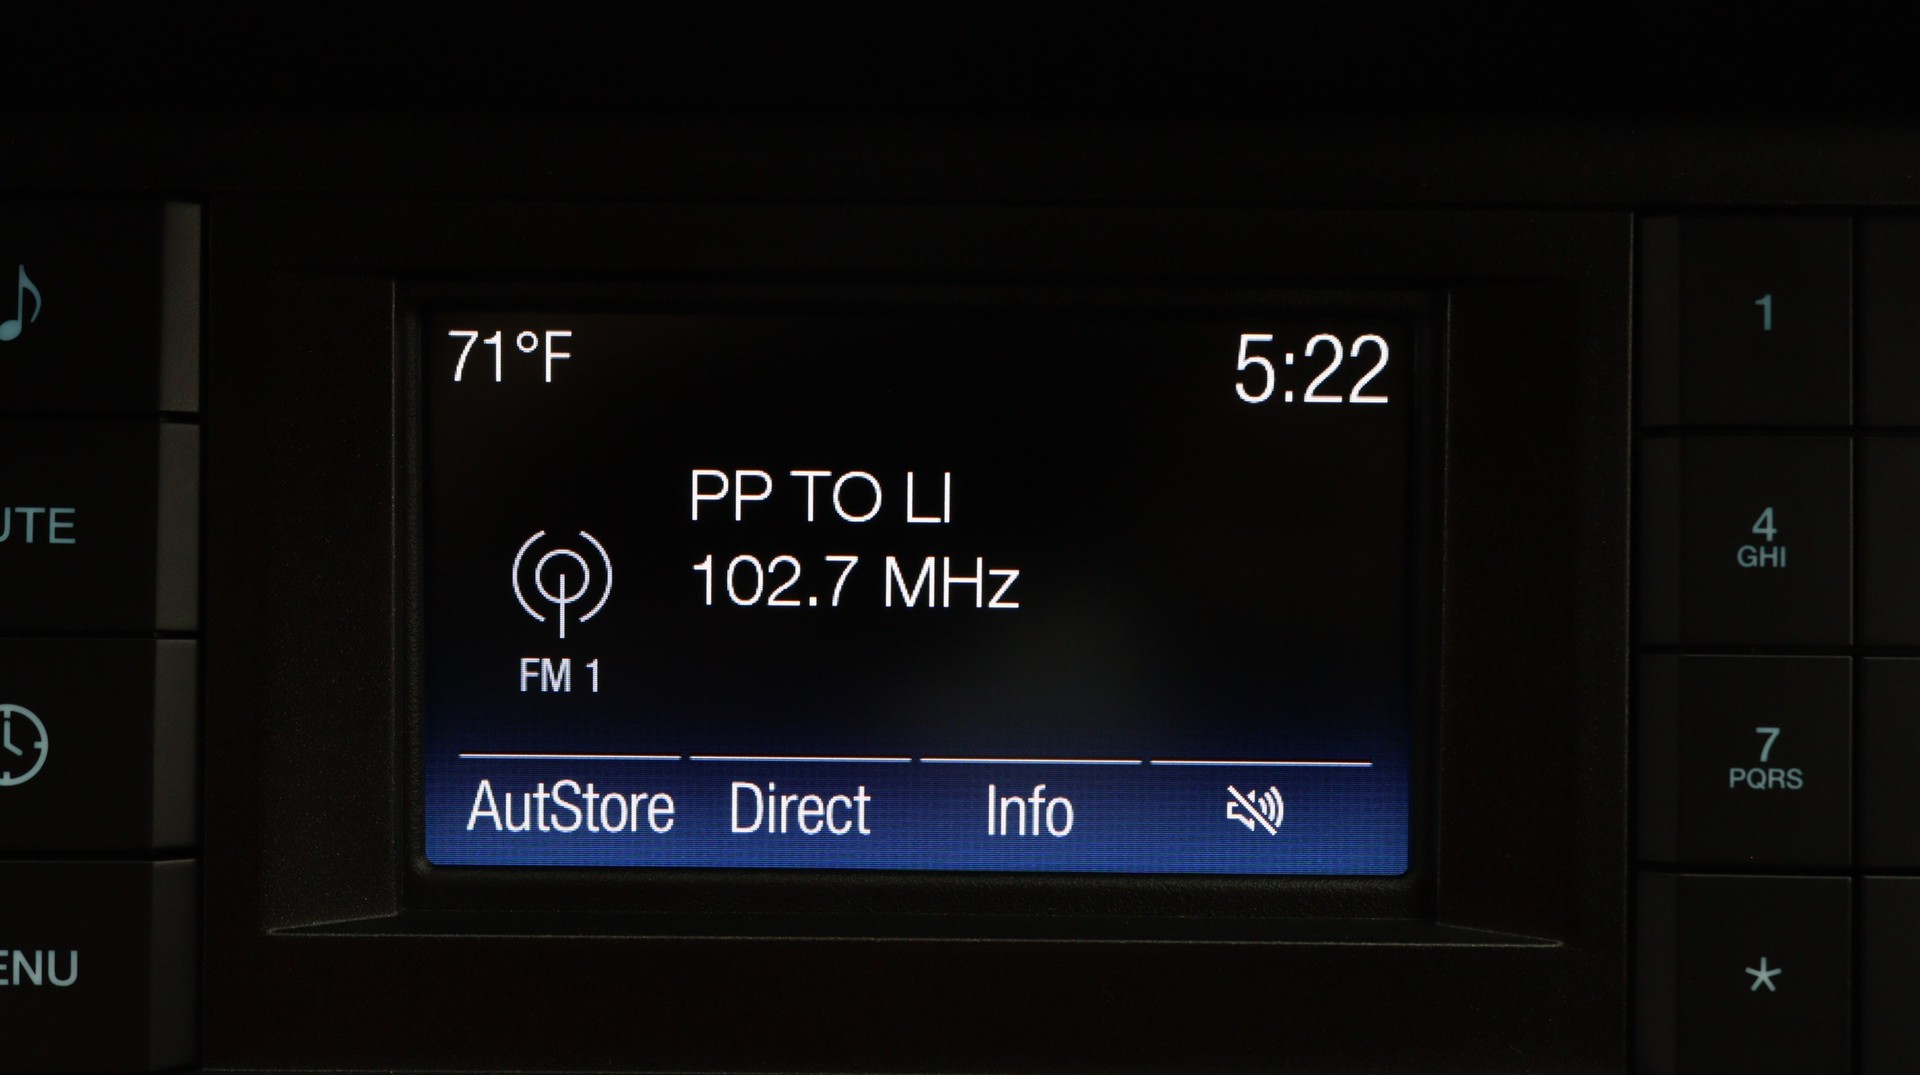 71°F
5:22
PP TO LI
102.7 MHz
FM 1
AutStore Direct Info
UTE
ENU
1
4
GHI
7
PQRS
*